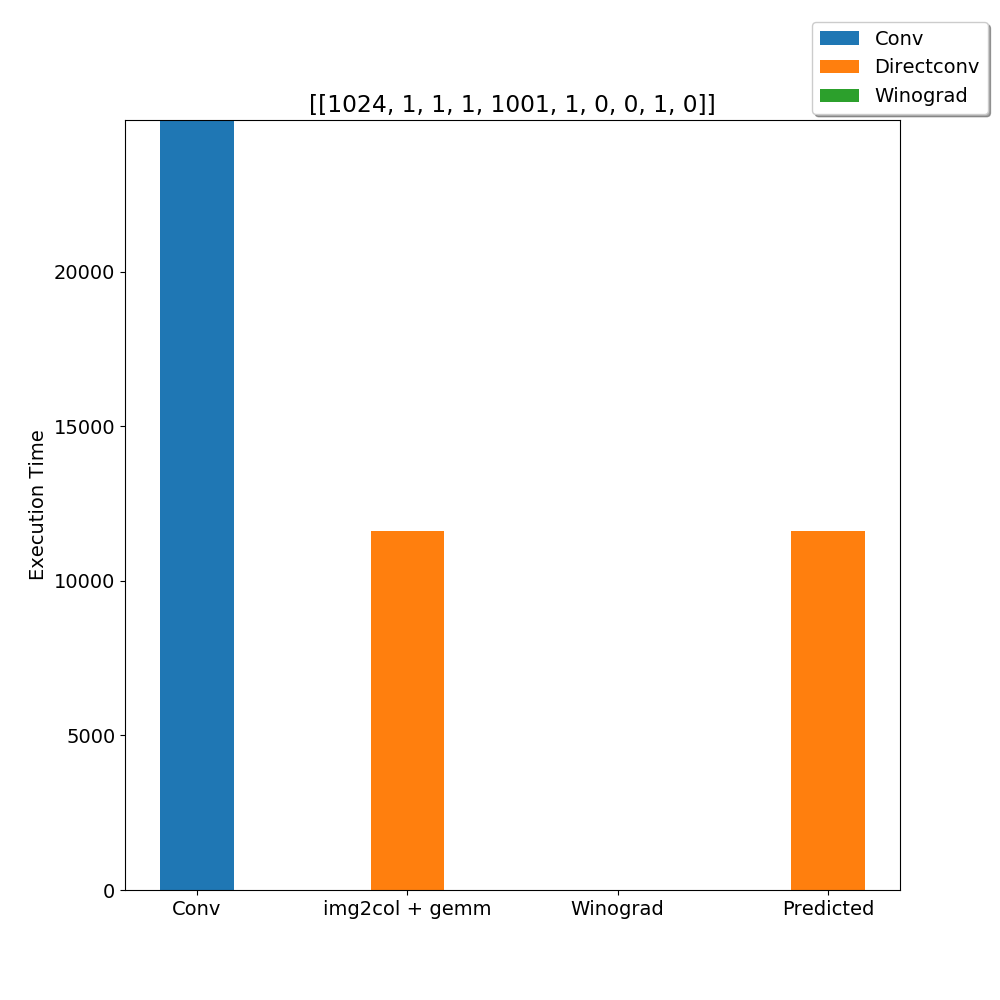 Conv
Directconv
Winograd
[[1024, 1, 1, 1, 1001, 1, 0, 0, 1, 0]]
Execution Time
20000
15000
10000
5000
0
Conv
img2col + gemm
Winograd
Predicted